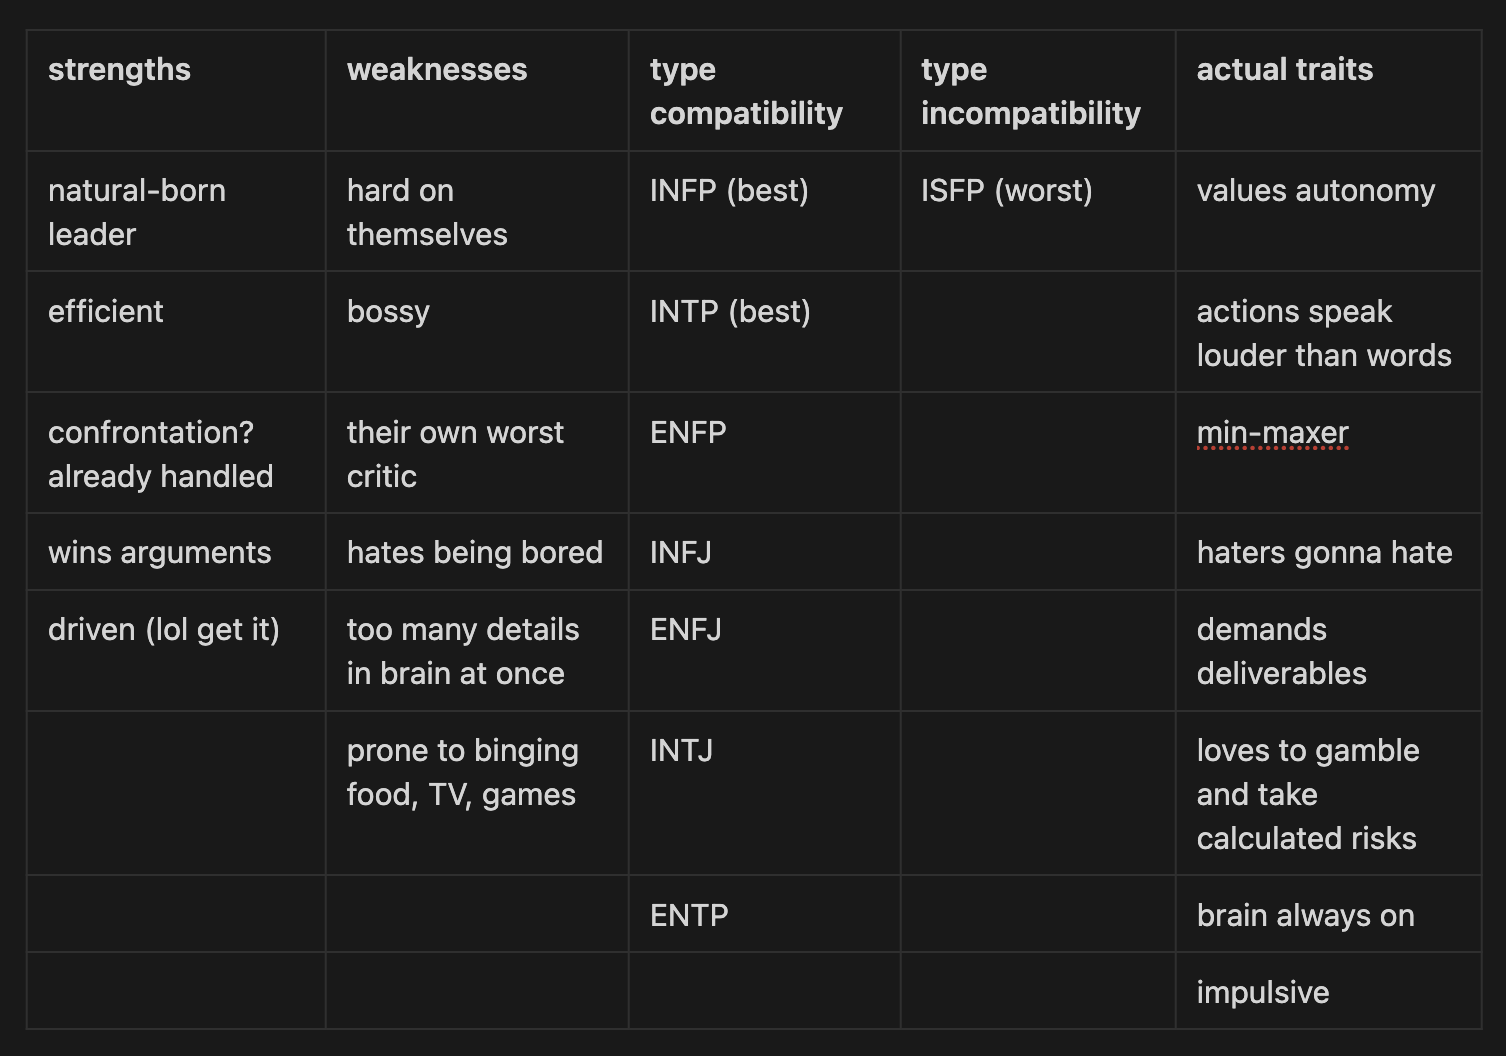 strengths
weaknesses
type
compatibility
type
incompatibility
actual traits
natural-born
leader
hard on
themselves
INFP (best)
ISFP (worst)
values autonomy
efficient
bossy
INTP (best)
actions speak
louder than words
confrontation?
already handled
their own worst
critic
ENFP
min-maxer
wins arguments
hates being bored
INFJ
haters gonna hate
driven (lol get it)
too many details
in brain at once
ENFJ
demands
deliverables
prone to binging
food, TV, games
INTJ
loves to gamble
and take
calculated risks
ENTP
brain always on
impulsive